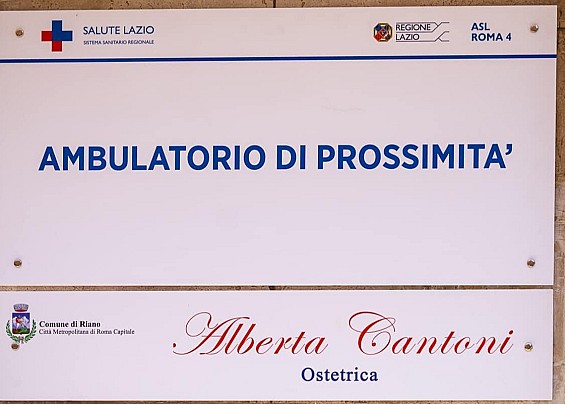 SALUTE LAZIO
SISTEMA SANITARIO REGIONALE
REGIONE
LAZIO
ASL
ROMA 4
AMBULATORIO DI PROSSIMITA'
Comune di Riano
Città Metropolitana di Roma Capitale
Alberta Cantoni
Ostetrica